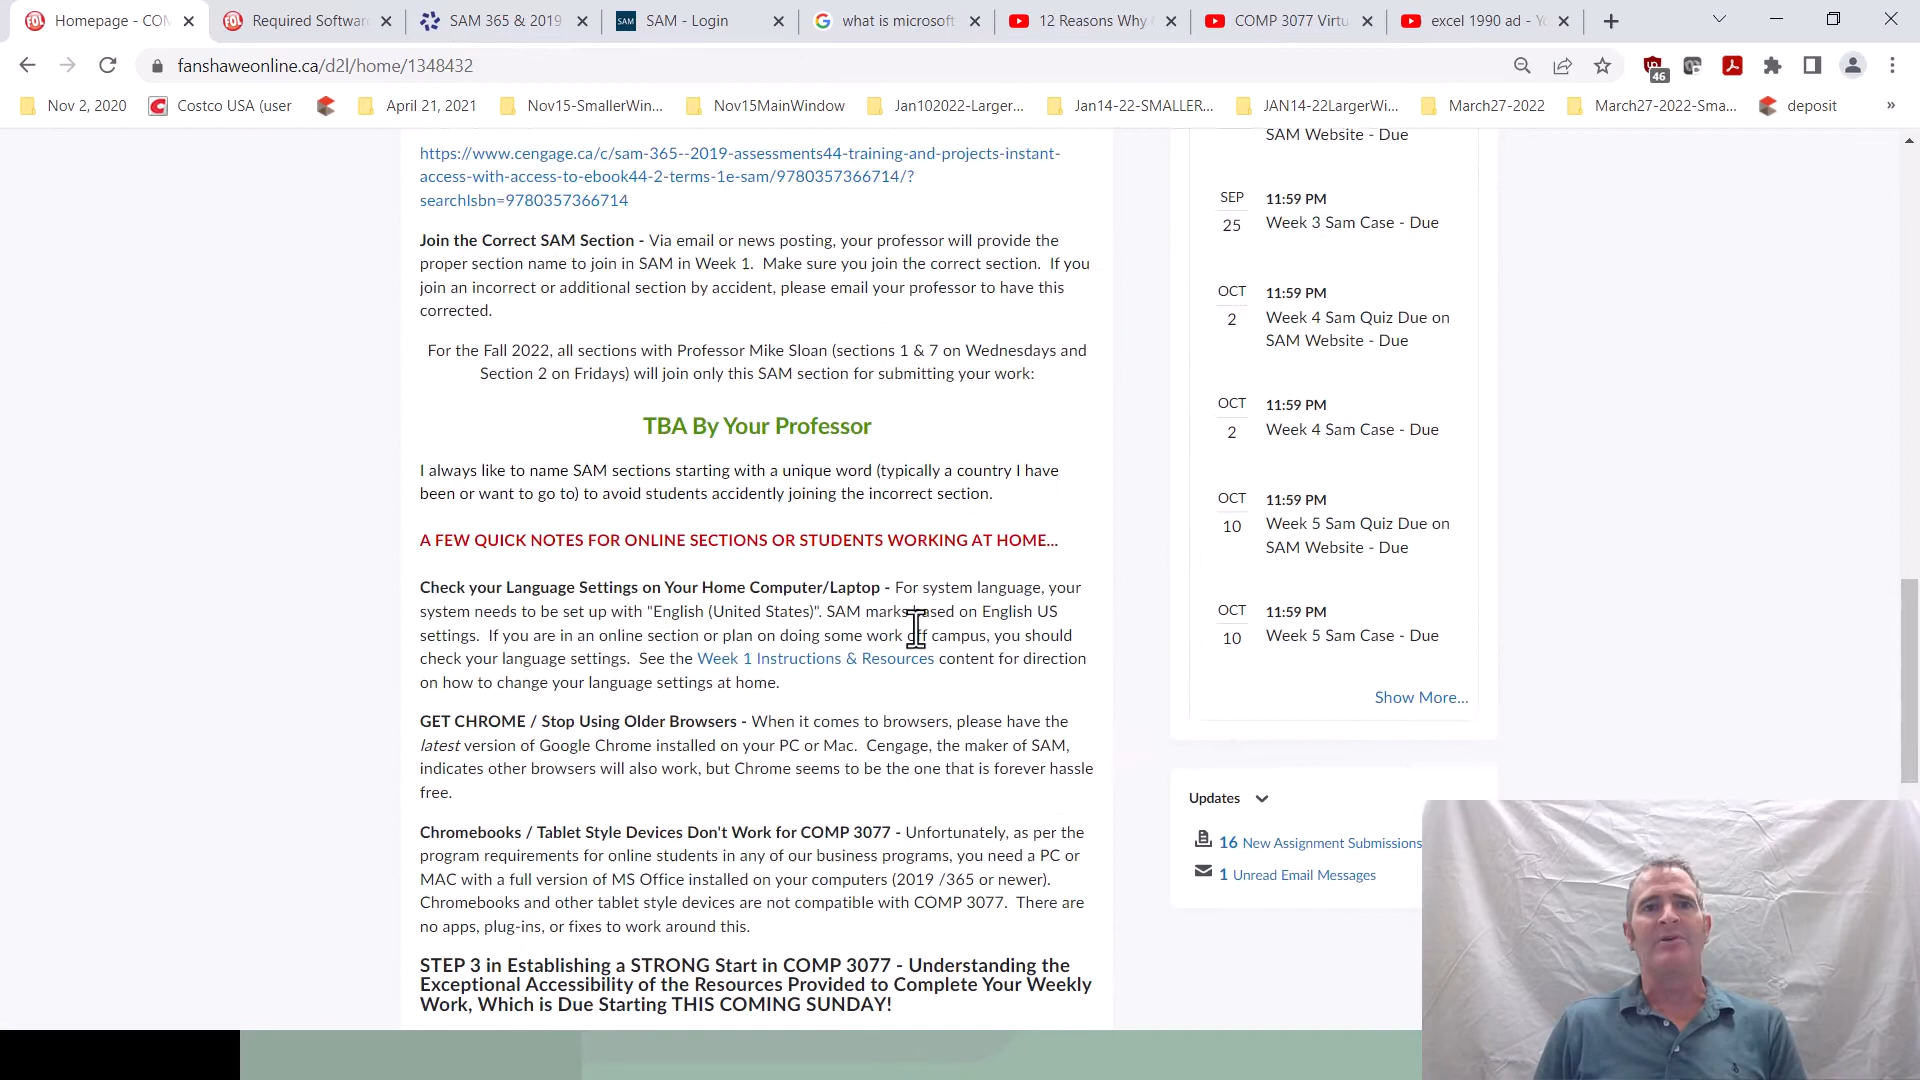 Homepage - COM
Required Softwar
SAM 365 & 2019
SAM - Login
what is microsoft
12 Reasons Why
COMP 3077 Virtu
excel 1990 ad - Yo
fanshaweonline.ca/d2l/home/1348432
46
Nov 2, 2020
Costco USA (user
April 21, 2021
Nov15-SmallerWin...
Nov15MainWindow
Jan102022-Larger...
Jan14-22-SMALLER...
JAN14-22LargerWi...
March27-2022
March27-2022-Sma...
deposit
»
https://www.cengage.ca/c/sam-365--2019-assessments44-training-and-projects-instant-
access-with-access-to-ebook44-2-terms-1e-sam/9780357366714/?
searchIsbn=9780357366714
Join the Correct SAM Section - Via email or news posting, your professor will provide the
proper section name to join in SAM in Week 1. Make sure you join the correct section. If you
join an incorrect or additional section by accident, please email your professor to have this
corrected.
For the Fall 2022, all sections with Professor Mike Sloan (sections 1 & 7 on Wednesdays and
Section 2 on Fridays) will join only this SAM section for submitting your work:
TBA By Your Professor
I always like to name SAM sections starting with a unique word (typically a country I have
been or want to go to) to avoid students accidently joining the incorrect section.
A FEW QUICK NOTES FOR ONLINE SECTIONS OR STUDENTS WORKING AT HOME...
Check your Language Settings on Your Home Computer/Laptop - For system language, your
system needs to be set up with "English (United States)". SAM marks based on English US
settings. If you are in an online section or plan on doing some work off campus, you should
check your language settings. See the Week 1 Instructions & Resources content for direction
on how to change your language settings at home.
GET CHROME / Stop Using Older Browsers - When it comes to browsers, please have the
latest version of Google Chrome installed on your PC or Mac. Cengage, the maker of SAM,
indicates other browsers will also work, but Chrome seems to be the one that is forever hassle
free.
Chromebooks / Tablet Style Devices Don't Work for COMP 3077 - Unfortunately, as per the
program requirements for online students in any of our business programs, you need a PC or
MAC with a full version of MS Office installed on your computers (2019 /365 or newer).
Chromebooks and other tablet style devices are not compatible with COMP 3077. There are
no apps, plug-ins, or fixes to work around this.
STEP 3 in Establishing a STRONG Start in COMP 3077 - Understanding the
Exceptional Accessibility of the Resources Provided to Complete Your Weekly
Work, Which is Due Starting THIS COMING SUNDAY!
SAM Website - Due
SEP 25
11:59 PM
Week 3 Sam Case - Due
OCT 2
11:59 PM
Week 4 Sam Quiz Due on
SAM Website - Due
OCT 2
11:59 PM
Week 4 Sam Case - Due
OCT 10
11:59 PM
Week 5 Sam Quiz Due on
SAM Website - Due
OCT 10
11:59 PM
Week 5 Sam Case - Due
Show More...
Updates
16 New Assignment Submissions
1 Unread Email Messages